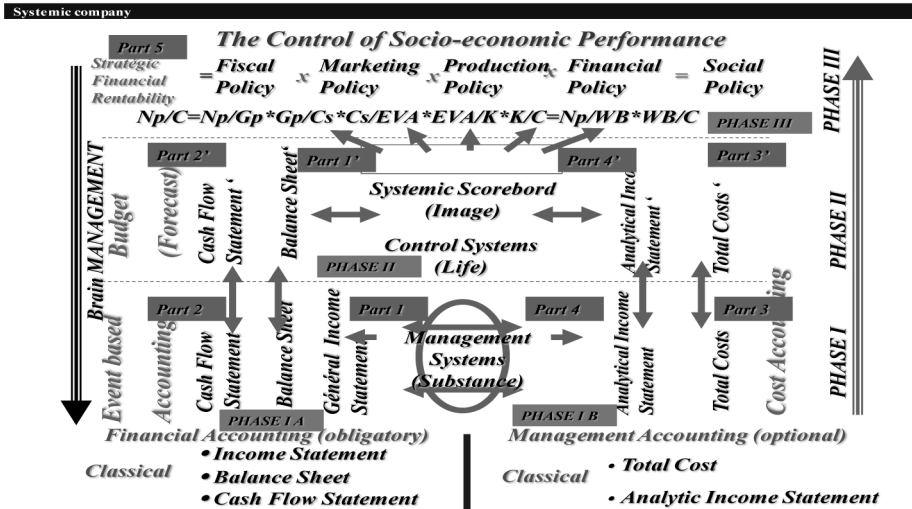 Systemic company
Part 5
The Control of Socio-economic Performance
Stratégic
Financial
Rentability
= Fiscal
Policy
x
Marketing
Policy
x
Production
Policy
x
Financial
Policy
=
Social
Policy
Np/C=Np/Gp*Gp/Cs*Cs/EVA*EVA/K*K/C=Np/WB*WB/C
PHASE III
PHASE III
Brain MANAGEMENT
Part 2’
Part 1’
Part 4’
Part 3’
Budget
(Forecast)
Cash Flow
Statement‘
Balance Sheet‘
Systemic Scorebord
(Image)
Control Systems
(Life)
PHASE II
Analytical Inco
Statement‘
Total Costs‘
PHASE II
Part 2
Part 1
Part 4
Part 3
Event based
Accounting
Cash Flow
Statement
Balance Sheet
Général Income
Statement
Management
Systems
(Substance)
Analytical Income
Statement
Total Costs
Cost Accounting
PHASE I
PHASE I A
PHASE I B
Financial Accounting (obligatory)
Management Accounting (optional)
Classical
• Income Statement
• Balance Sheet
• Cash Flow Statement
Classical
• Total Cost
• Analytic Income Statement